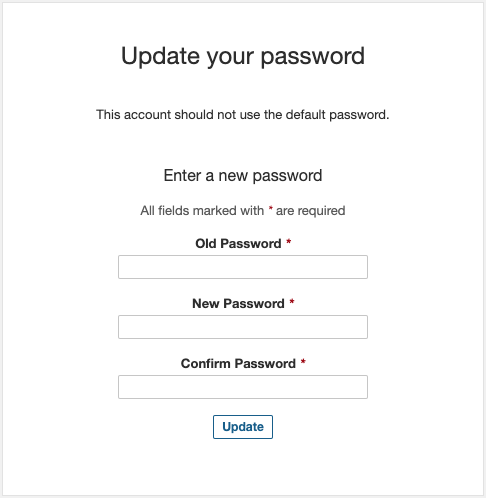 Update your password
This account should not use the default password.
Enter a new password
All fields marked with * are required
Old Password *
New Password *
Confirm Password *
Update